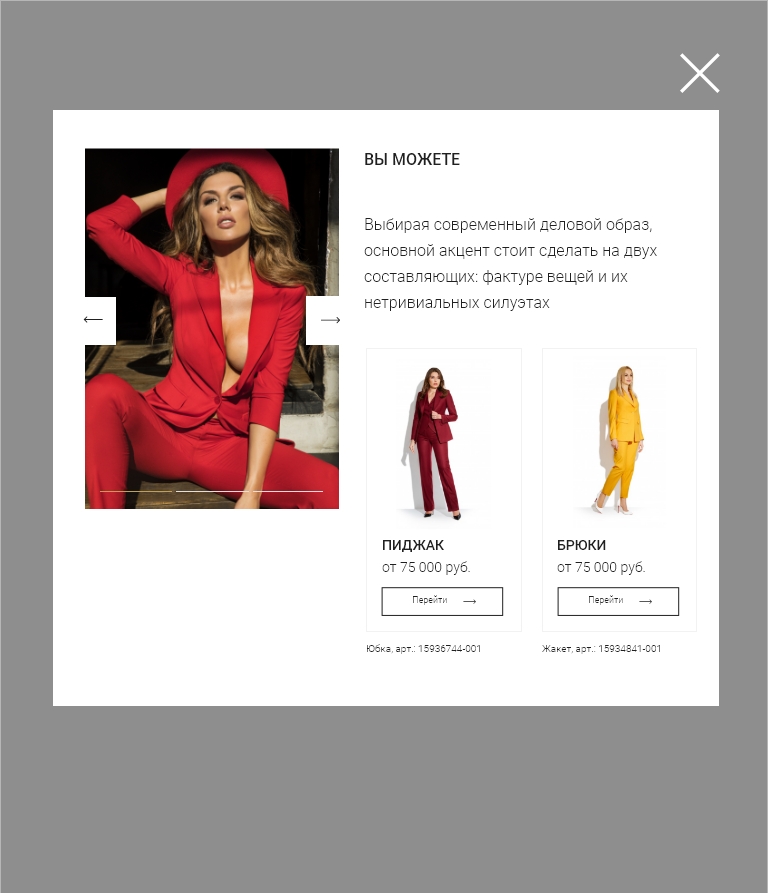 ВЫ МОЖЕТЕ
Выбирая современный деловой образ,
основной акцент стоит сделать на двух
составляющих: фактуре вещей и их
нетривиальных силуэтах
ПИДЖАК
от 75 000 руб.
Перейти
Юбка, арт.: 15936744-001
БРЮКИ
от 75 000 руб.
Перейти
Жакет, арт.: 15934841-001